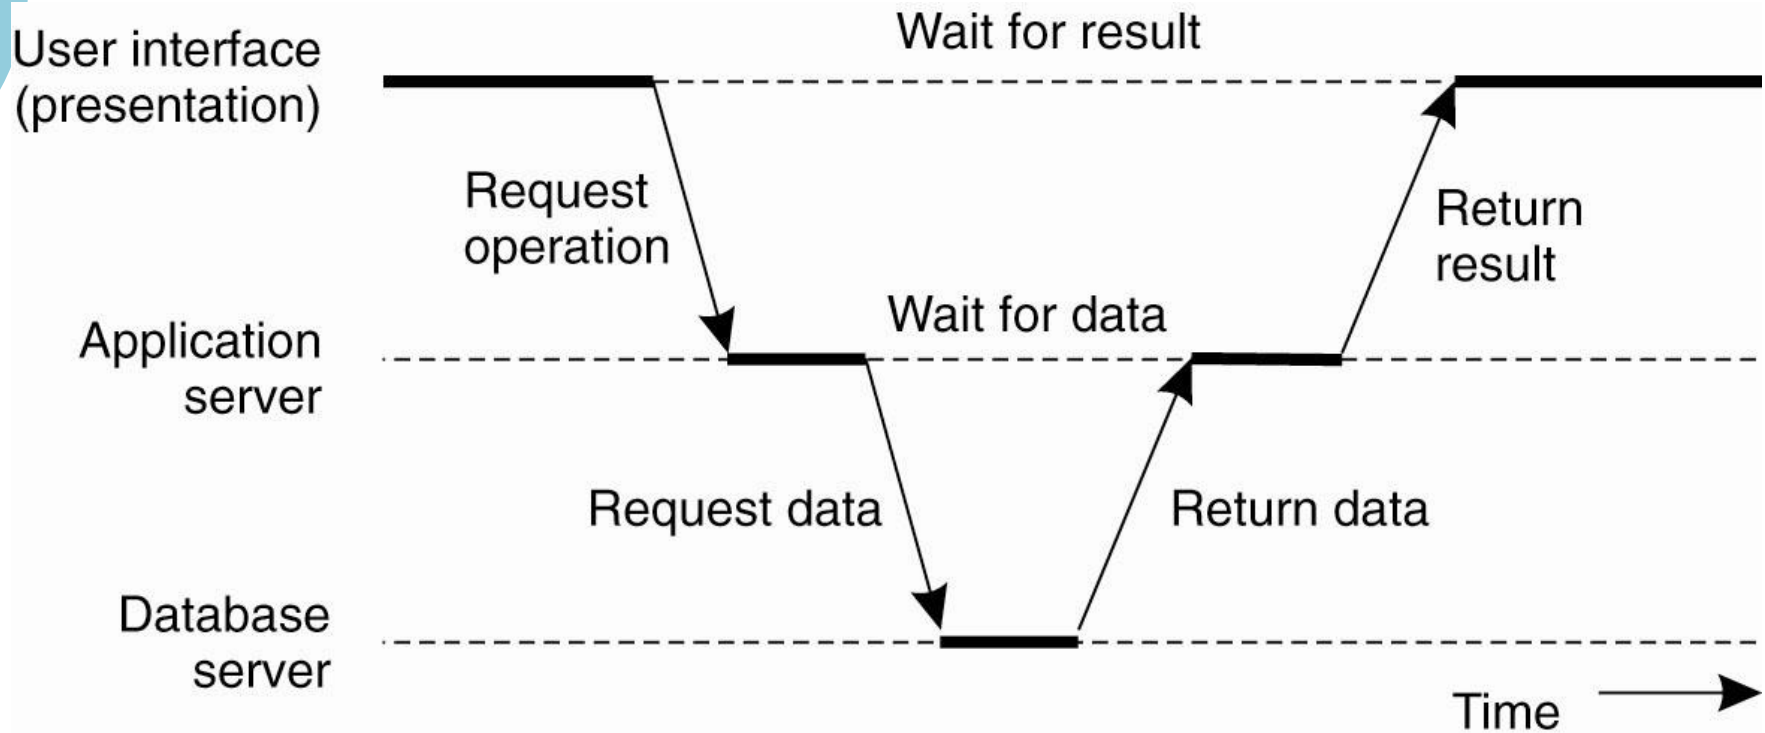 User interface
(presentation)
Wait for result
Request
operation
Return
result
Application
server
Wait for data
Request data
Return data
Database
server
Time